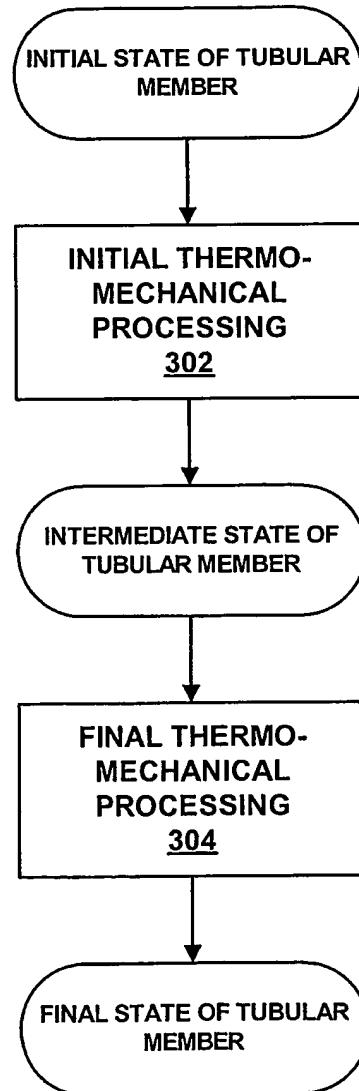 INITIAL STATE OF TUBULAR
MEMBER
INITIAL THERMO-
MECHANICAL
PROCESSING
302
INTERMEDIATE STATE OF
TUBULAR MEMBER
FINAL THERMO-
MECHANICAL
PROCESSING
304
FINAL STATE OF TUBULAR
MEMBER